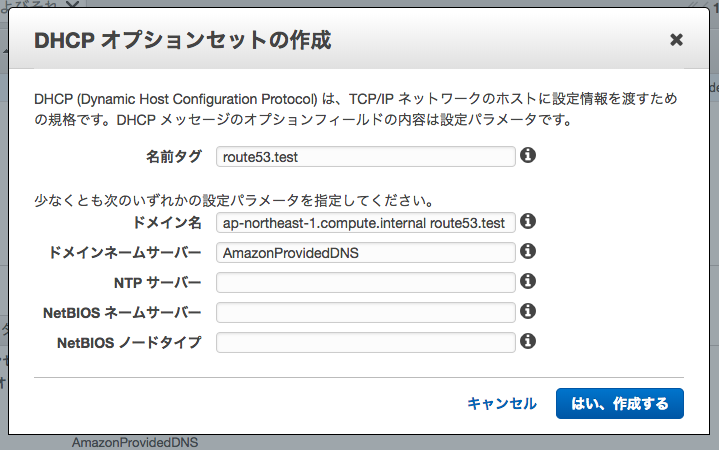 よびそれ
DHCP オプションセットの作成
DHCP (Dynamic Host Configuration Protocol) は、TCP/IP ネットワークのホストに設定情報を渡すため
の規格です。DHCP メッセージのオプションフィールドの内容は設定パラメータです。
名前タグ route53.test
少なくとも次のいずれかの設定パラメータを指定してください。
ドメイン名 ap-northeast-1.compute.internal route53.test
ドメインネームサーバー AmazonProvidedDNS
NTP サーバー
NetBIOS ネームサーバー
NetBIOS ノードタイプ
キャンセル はい、作成する
AmazonProvidedDNS